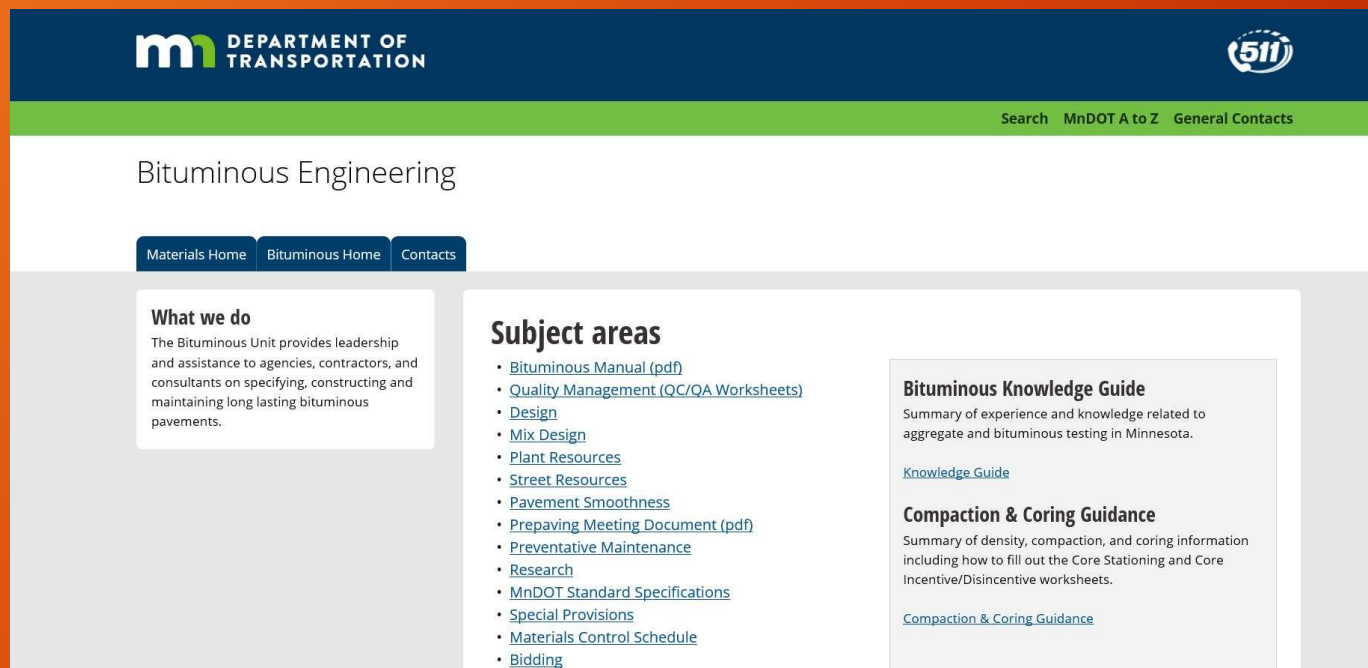 mn DEPARTMENT OF
TRANSPORTATION
511
Search MnDOT A to Z General Contacts
Bituminous Engineering
Materials Home Bituminous Home Contacts
What we do
The Bituminous Unit provides leadership
and assistance to agencies, contractors, and
consultants on specifying, constructing and
maintaining long lasting bituminous
pavements.
Subject areas
• Bituminous Manual (pdf)
• Quality Management (QC/QA Worksheets)
• Design
• Mix Design
• Plant Resources
• Street Resources
• Pavement Smoothness
• Prepaving Meeting Document (pdf)
• Preventative Maintenance
• Research
• MnDOT Standard Specifications
• Special Provisions
• Materials Control Schedule
• Bidding
Bituminous Knowledge Guide
Summary of experience and knowledge related to
aggregate and bituminous testing in Minnesota.
Knowledge Guide
Compaction & Coring Guidance
Summary of density, compaction, and coring information
including how to fill out the Core Stationing and Core
Incentive/Disincentive worksheets.
Compaction & Coring Guidance